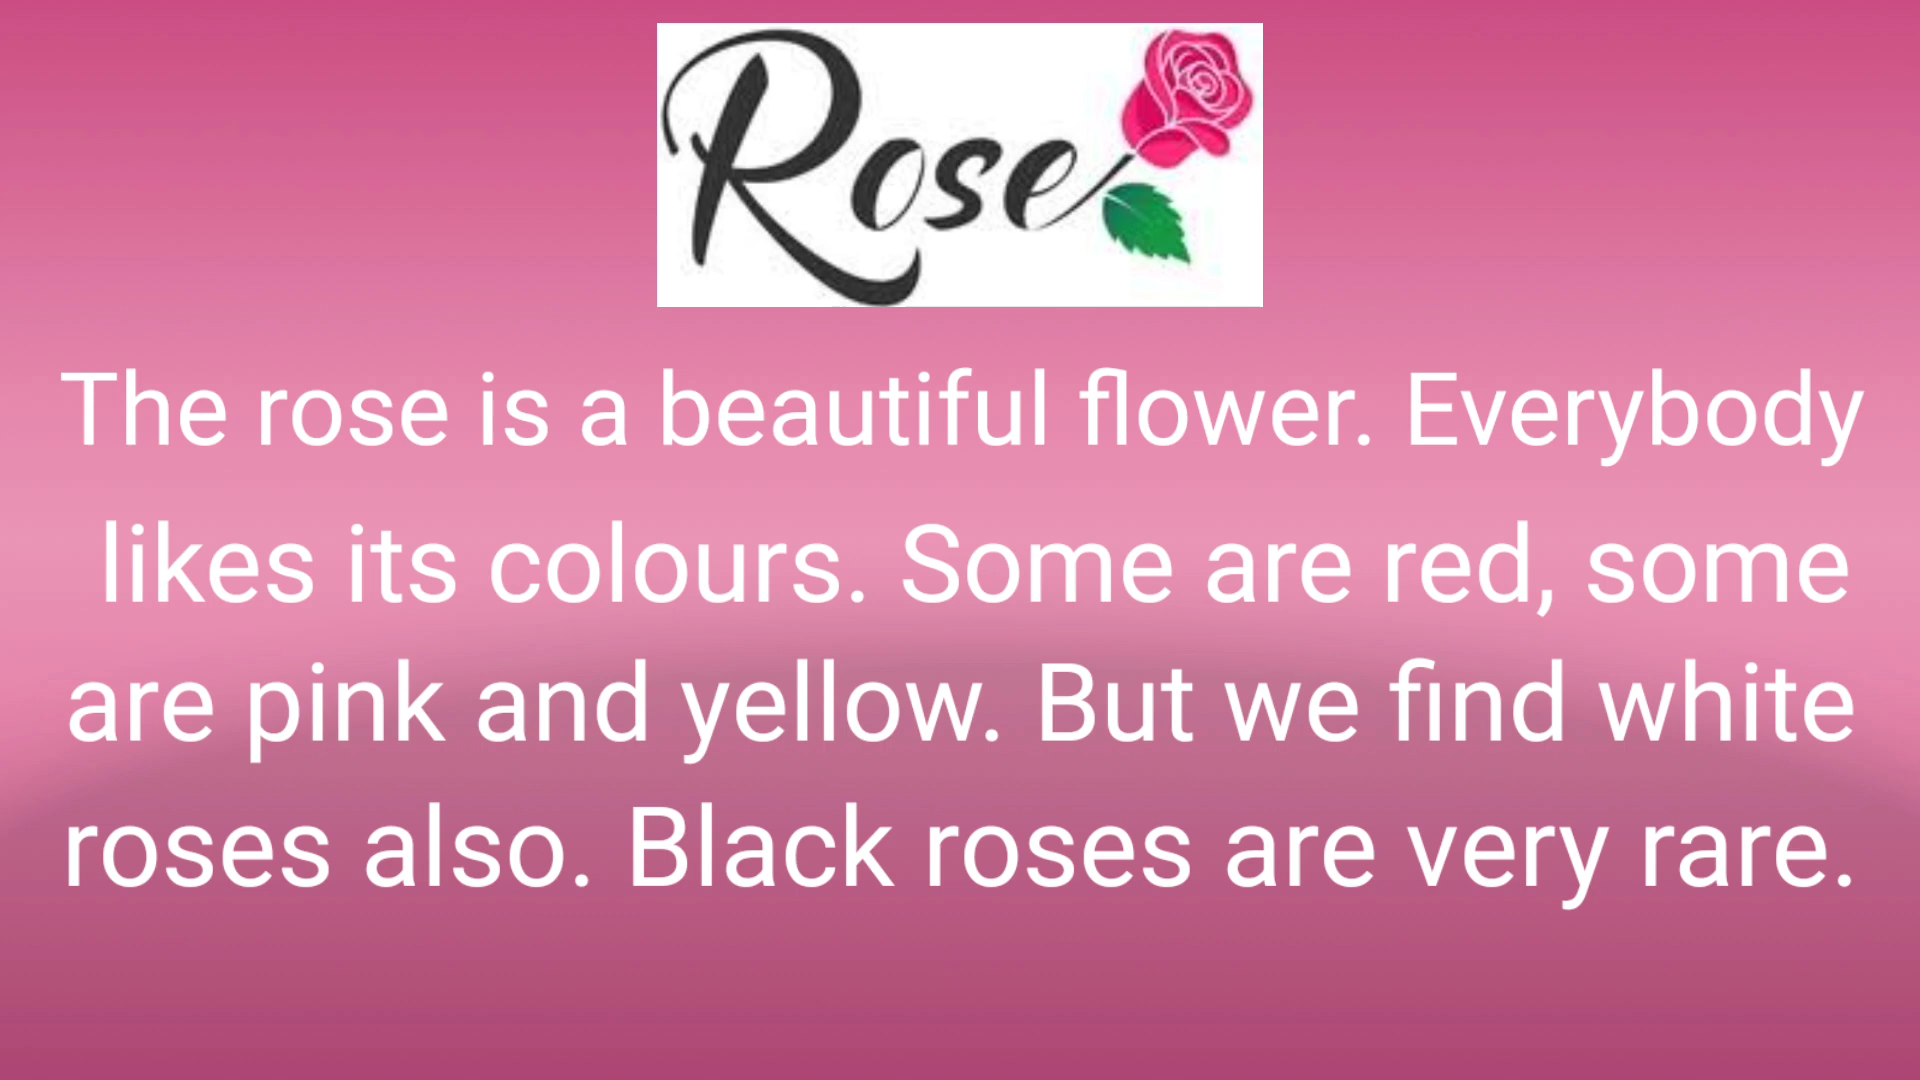 Rose
The rose is a beautiful flower. Everybody
likes its colours. Some are red, some
are pink and yellow. But we find white
roses also. Black roses are very rare.